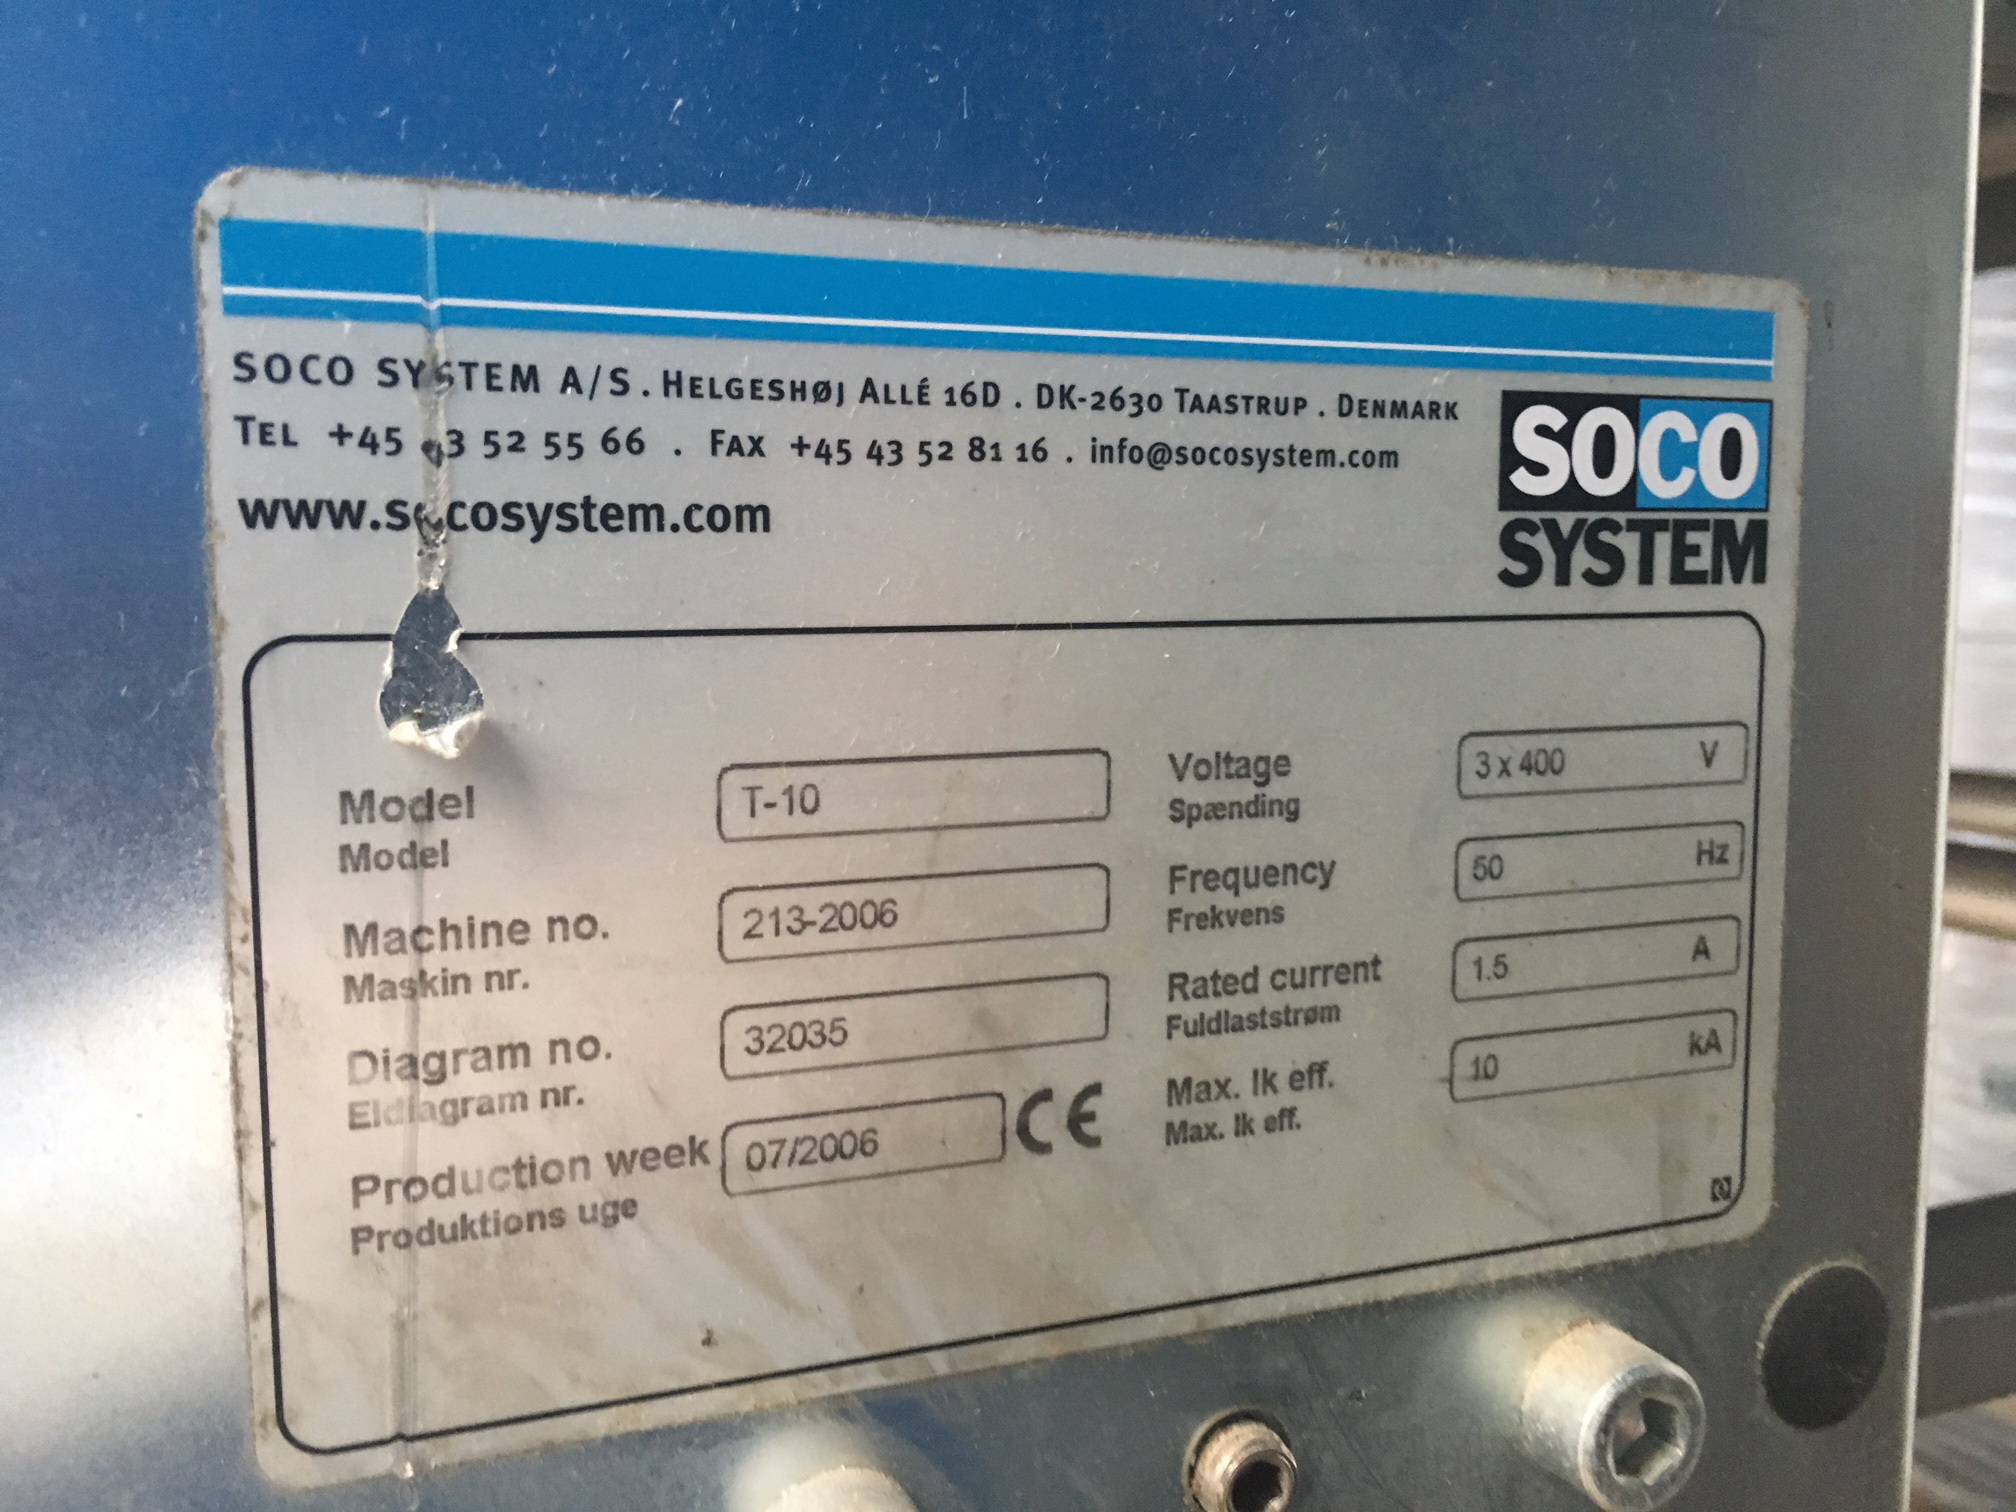 SOCO SYSTEM A/S . HELGESHØJ ALLÉ 16D . DK-2630 TAASTRUP . DENMARK
TEL +45 43 52 55 66 . FAX +45 43 52 81 16 . info@socosystem.com
www.socosystem.com
SOCO
SYSTEM
Model T-10
Model
Machine no. 213-2006
Maskin nr.
Diagram no. 32035
Eldiagram nr.
Production week 07/2006 CE
Produktions uge
Voltage 3 x 400 V
Spænding
Frequency 50 Hz
Frekvens
Rated current 1.5 A
Fuldlaststrøm
Max. Ik eff. 10 kA
Max. Ik eff.